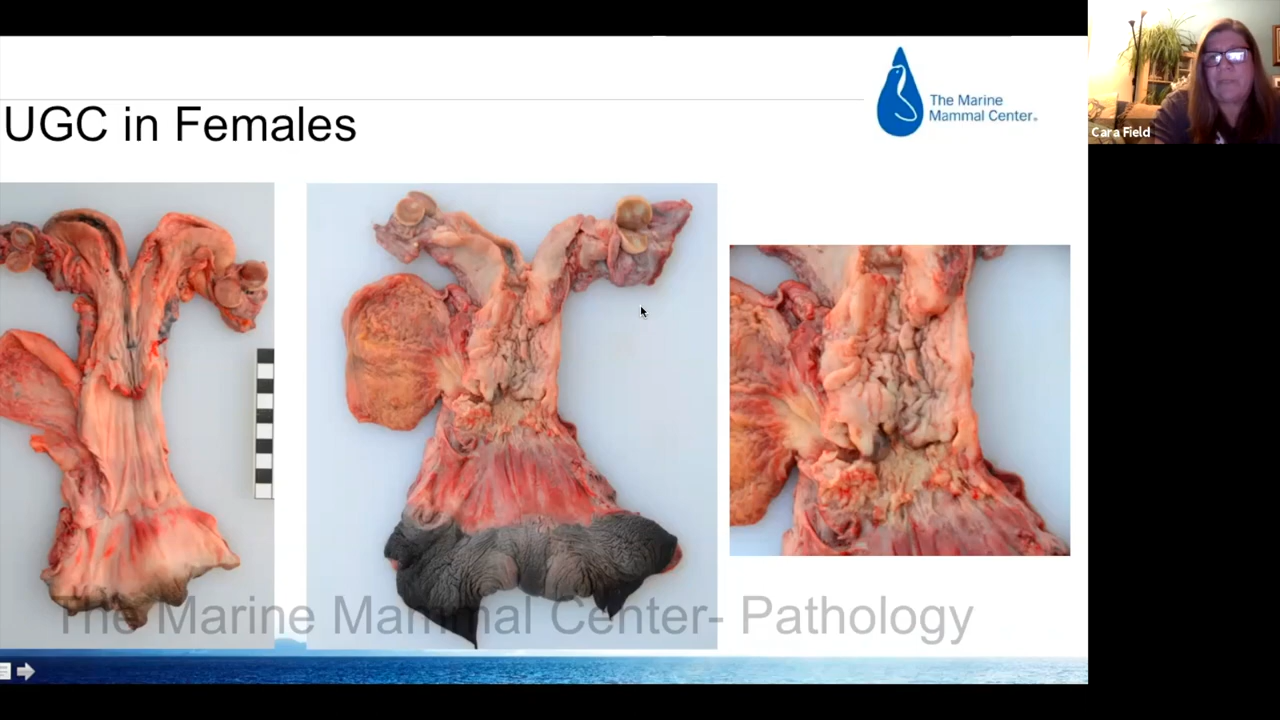 The Marine
Mammal Center®
Cara Field
UGC in Females
The Marine Mammal Center- Pathology